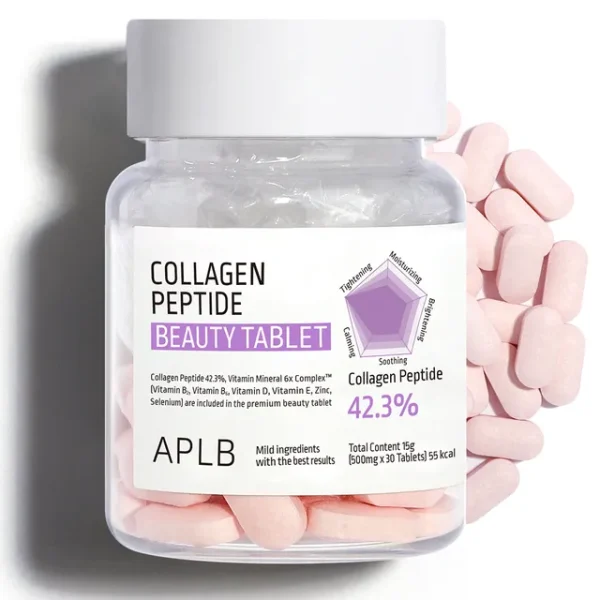 COLLAGEN
PEPTIDE
BEAUTY TABLET
Tightening
Moisturizing
Brightening
Soothing
Calming
Collagen Peptide 42.3%, Vitamin Mineral 6x Complex™
(Vitamin B₁, Vitamin B₆, Vitamin D, Vitamin E, Zinc,
Selenium) are included in the premium beauty tablet
Collagen Peptide
42.3%
APLB
Mild ingredients
with the best results
Total Content 15g
(500mg x 30 Tablets) 55 kcal